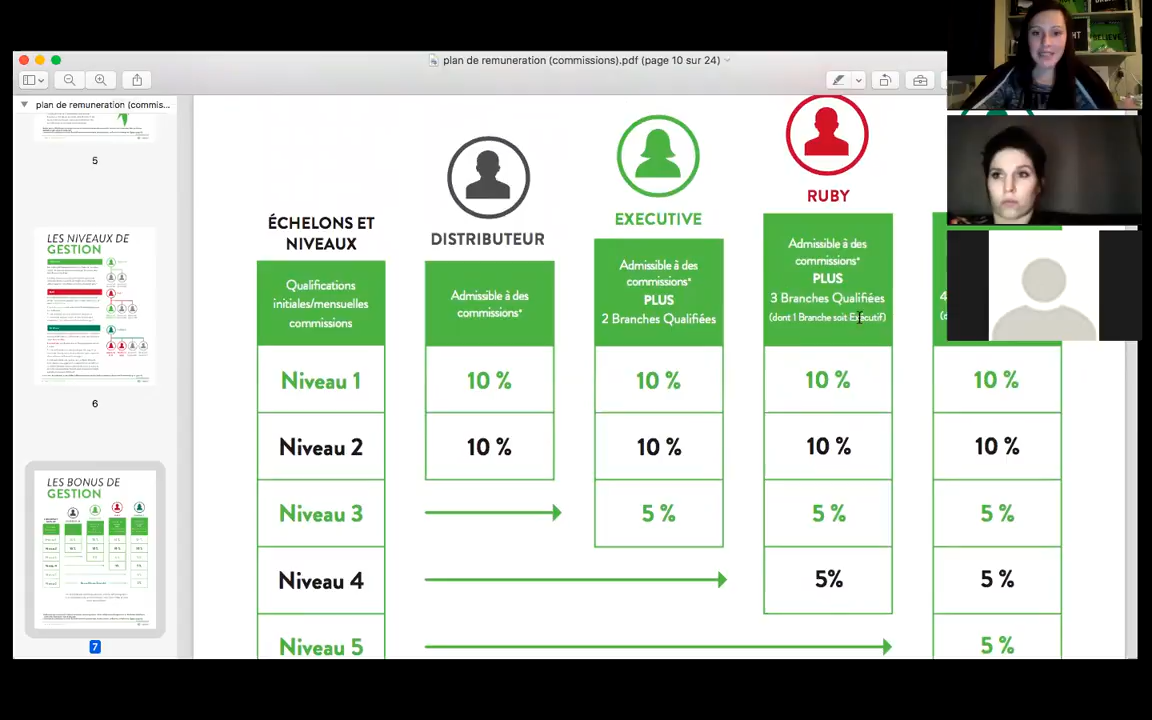 plan de remuneration (commissions).pdf (page 10 sur 24)
plan de remuneration (commis...
5
LES NIVEAUX DE
GESTION
6
LES BONUS DE
GESTION
7
ÉCHELONS ET
NIVEAUX
DISTRIBUTEUR
EXECUTIVE
RUBY
Qualifications
initiales/mensuelles
commissions
Admissible à des
commissions*
Admissible à des
commissions*
PLUS
2 Branches Qualifiées
Admissible à des
commissions*
PLUS
3 Branches Qualifiées
(dont 1 Branche soit Exécutif)
4
(d
Niveau 1
10 %
10 %
10 %
10 %
Niveau 2
10 %
10 %
10 %
10 %
Niveau 3
5 %
5 %
5 %
Niveau 4
5%
5 %
Niveau 5
5 %
BELIEVE